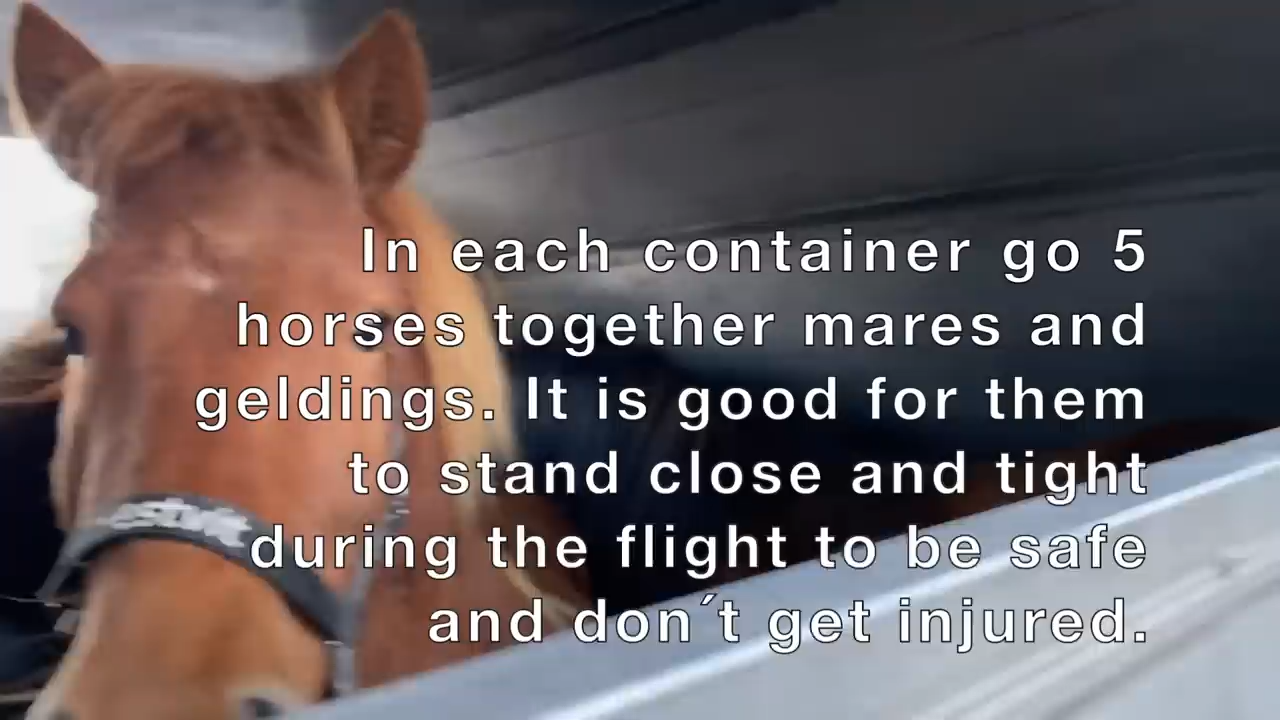 In each container go 5
horses together mares and
geldings. It is good for them
to stand close and tight
during the flight to be safe
and don´t get injured.